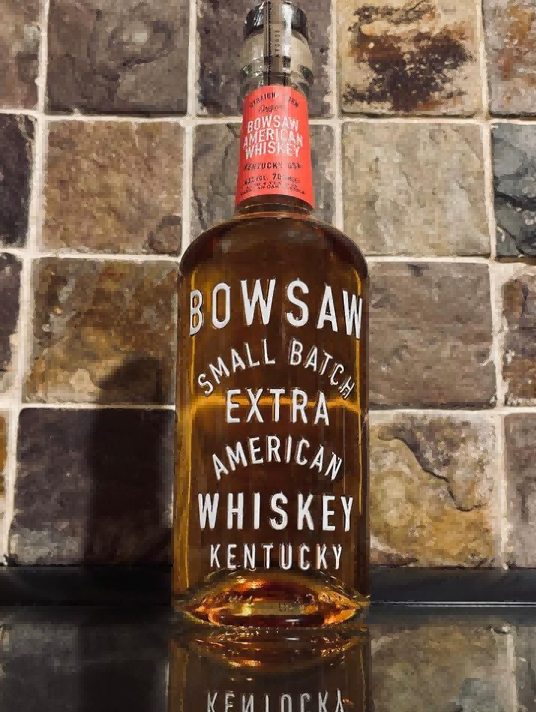 BOWSAW
AMERICAN
WHISKEY
KENTUCKY USA
BOWSAW
SMALL BATCH
EXTRA
AMERICAN
WHISKEY
KENTUCKY